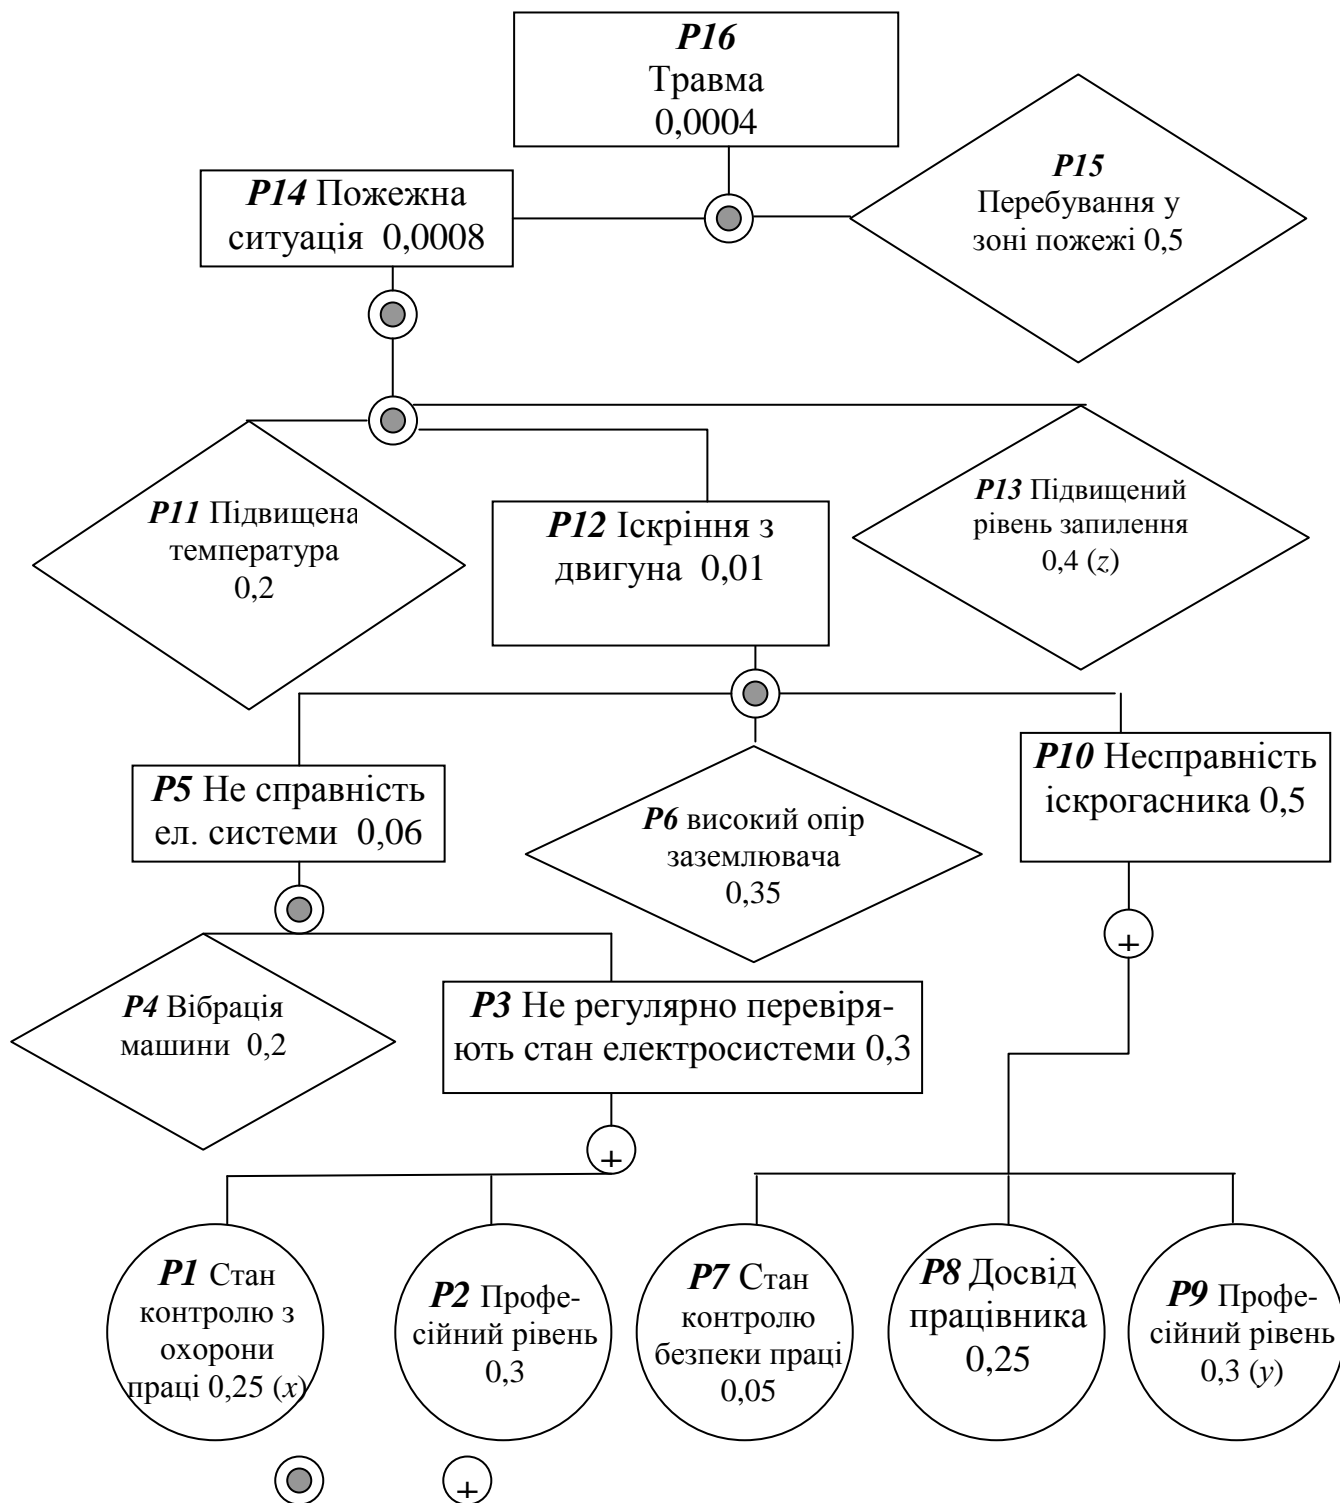 P16
Травма
0,0004
P14 Пожежна
ситуація 0,0008
P15
Перебування у
зоні пожежі 0,5
P11 Підвищена
температура
0,2
P12 Іскріння з
двигуна 0,01
P13 Підвищений
рівень запилення
0,4 (z)
P5 Не справність
ел. системи 0,06
P6 високий опір
заземлювача
0,35
P10 Несправність
іскрогасника 0,5
+
P4 Вібрація
машини 0,2
P3 Не регулярно перевіря-
ють стан електросистеми 0,3
+
P1 Стан
контролю з
охорони
праці 0,25 (x)
P2 Профе-
сійний рівень
0,3
P7 Стан
контролю
безпеки праці
0,05
P8 Досвід
працівника
0,25
P9 Профе-
сійний рівень
0,3 (y)
+